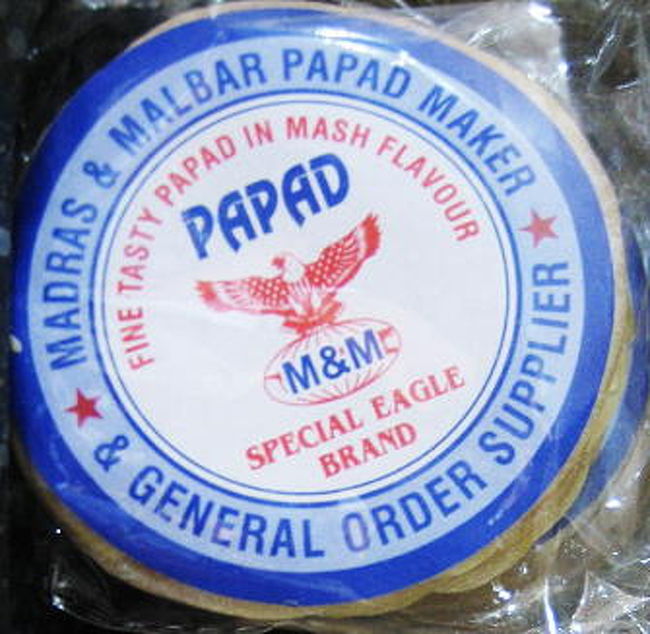 MADRAS & MALBAR PAPAD MAKER
& GENERAL ORDER SUPPLIER
FINE TASTY PAPAD IN MASH FLAVOUR
PAPAD
M&M
SPECIAL EAGLE
BRAND